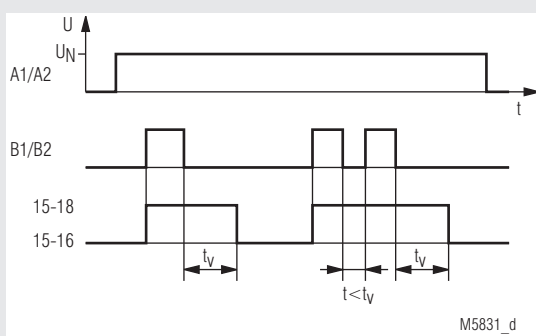 U
U_N
A1/A2
t
B1/B2
15-18
15-16
t_v t_v
t<t_v
M5831_d